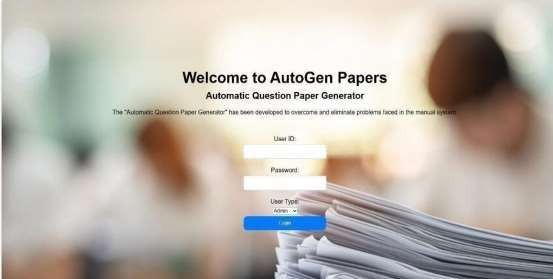 Welcome to AutoGen Papers
Automatic Question Paper Generator
The "Automatic Question Paper Generator" has been developed to overcome and eliminate problems faced in the manual system.
User ID:
Password:
User Type:
Admin
Login